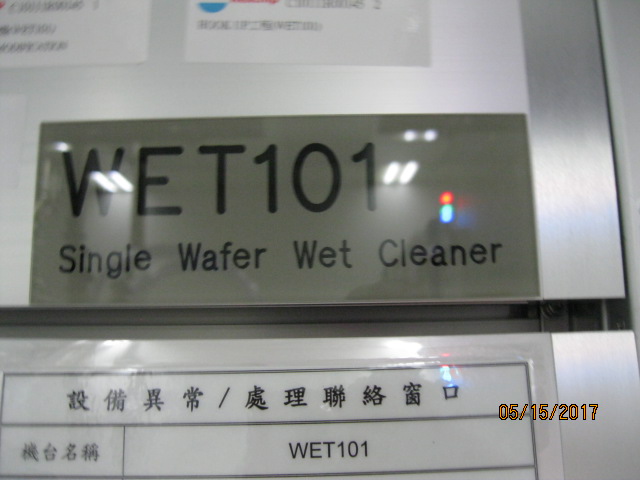 WET101
Single Wafer Wet Cleaner
設備異常/處理聯絡窗口
機台名稱 WET101
05/15/2017